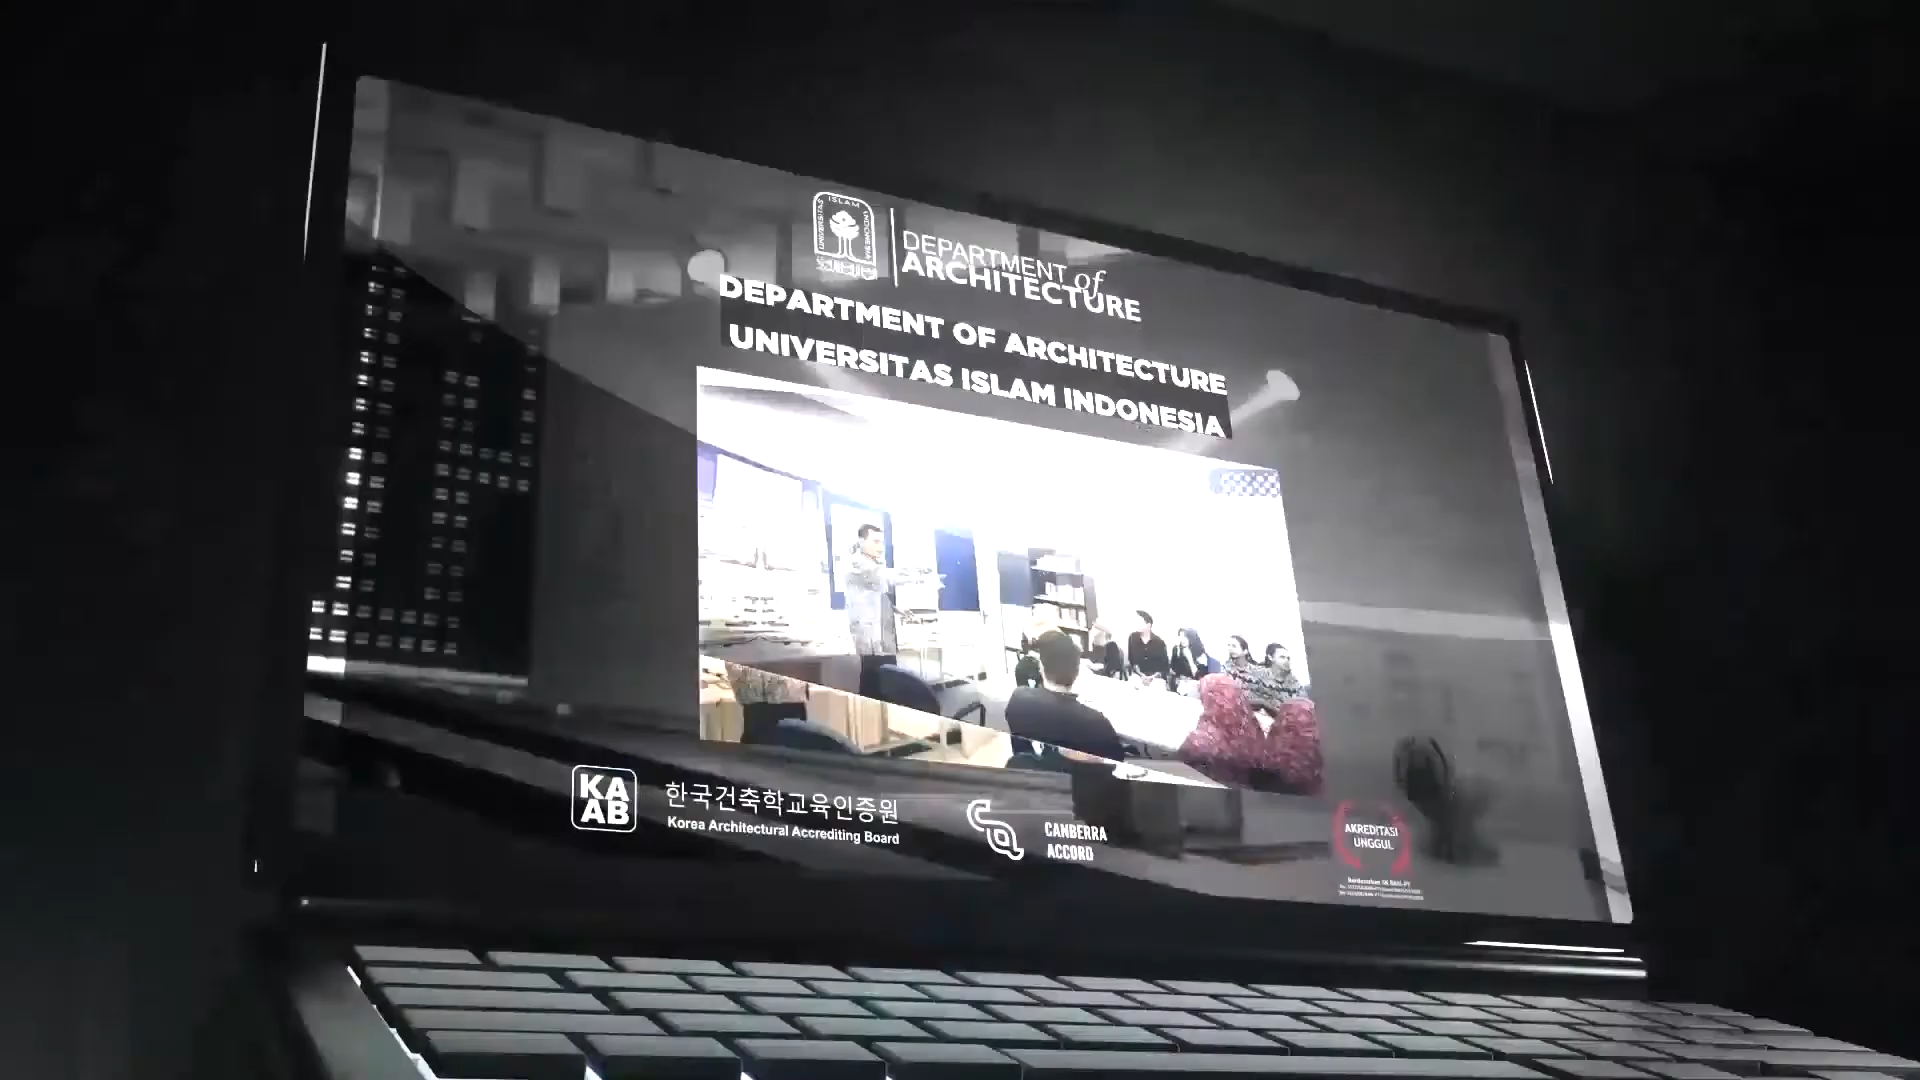 UNIVERSITAS ISLAM INDONESIA
DEPARTMENT of
ARCHITECTURE
DEPARTMENT OF ARCHITECTURE
UNIVERSITAS ISLAM INDONESIA
KA
AB
한국건축학교육인증원
Korea Architectural Accrediting Board
CANBERRA
ACCORD
AKREDITASI
UNGGUL